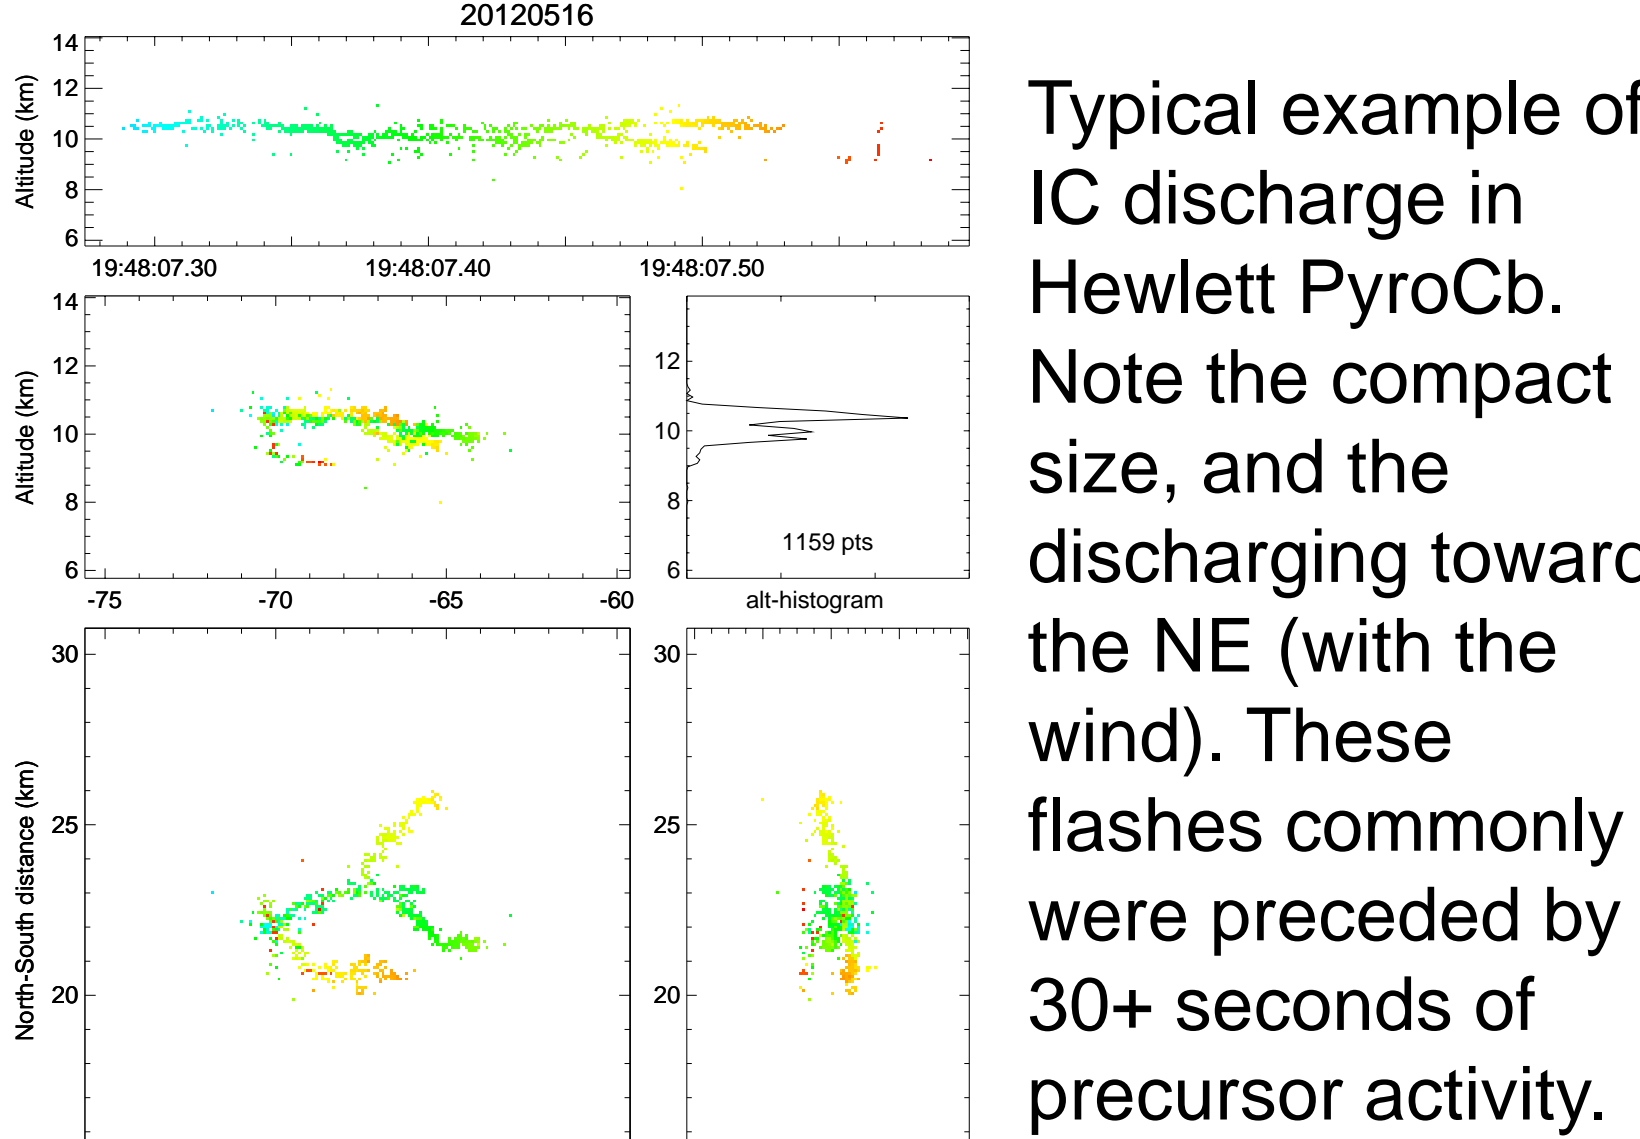 20120516
14
12
10
8
6
Altitude (km)
19:48:07.30 19:48:07.40 19:48:07.50
14
12
10
8
6
Altitude (km)
-75 -70 -65 -60
12
10
8
6
1159 pts
alt-histogram
30
25
20
North-South distance (km)
30
25
20
Typical example of
IC discharge in
Hewlett PyroCb.
Note the compact
size, and the
discharging toward
the NE (with the
wind). These
flashes commonly
were preceded by
30+ seconds of
precursor activity.